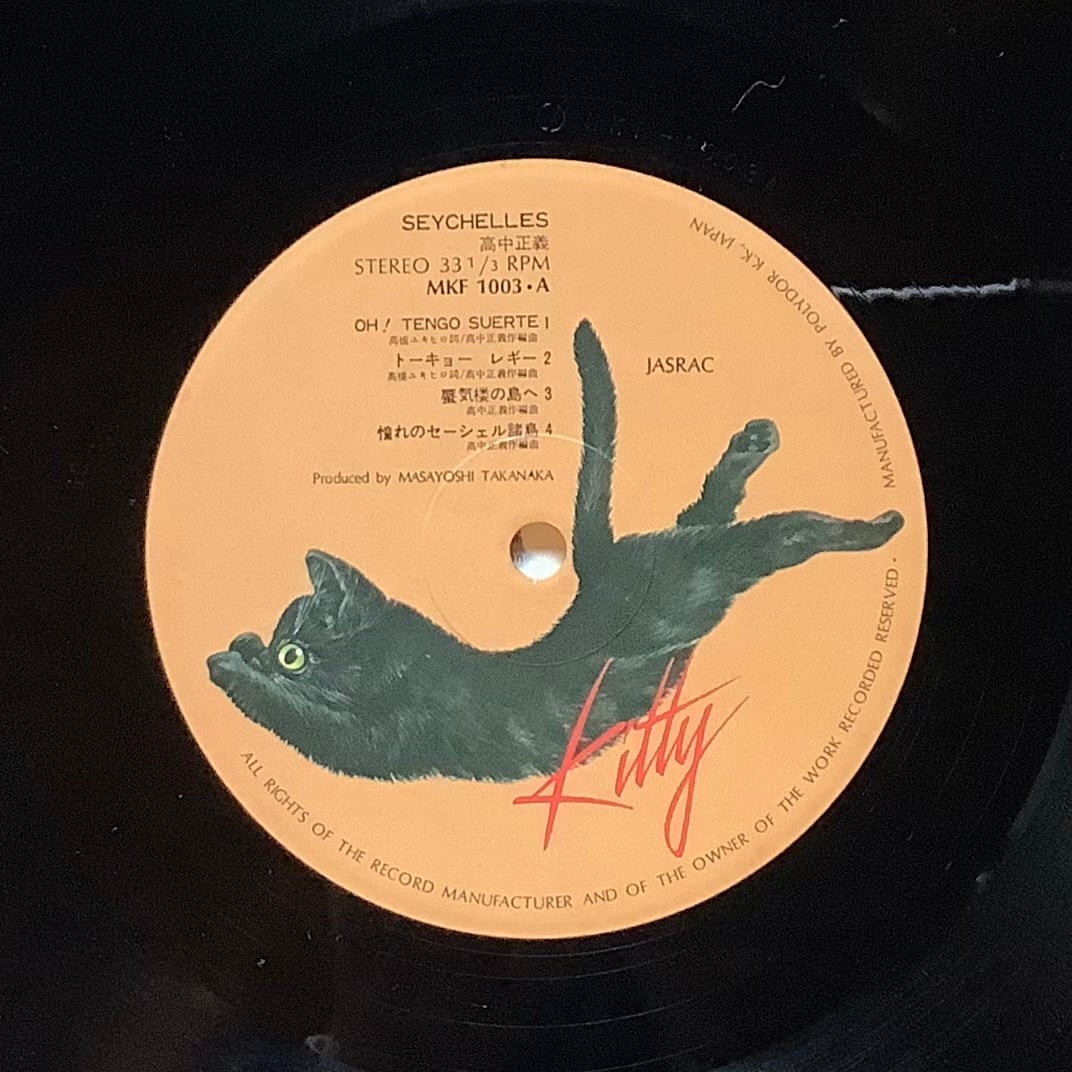 SEYCHELLES
高中正義
STEREO 33 1/3 RPM
MKF 1003・A
OH! TENGO SUERTE 1
高橋ユキヒロ詞/高中正義作編曲
トーキョー レギー 2
高橋ユキヒロ詞/高中正義作編曲
蜃気楼の島へ 3
高中正義作編曲
憧れのセーシェル諸島 4
高中正義作編曲
Produced by MASAYOSHI TAKANAKA
JASRAC
Kitty
ALL RIGHTS OF THE RECORD MANUFACTURER AND OF THE OWNER OF THE WORK RECORDED RESERVED · MANUFACTURED BY POLYDOR K.K., JAPAN